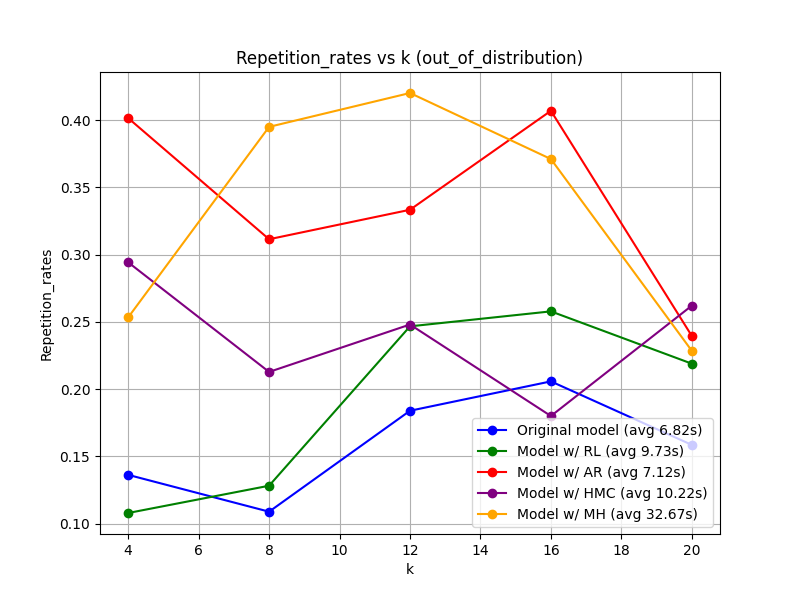 Repetition_rates vs k (out_of_distribution)
Repetition_rates
0.40
0.35
0.30
0.25
0.20
0.15
0.10
Original model (avg 6.82s)
Model w/ RL (avg 9.73s)
Model w/ AR (avg 7.12s)
Model w/ HMC (avg 10.22s)
Model w/ MH (avg 32.67s)
4 6 8 10 12 14 16 18 20
k